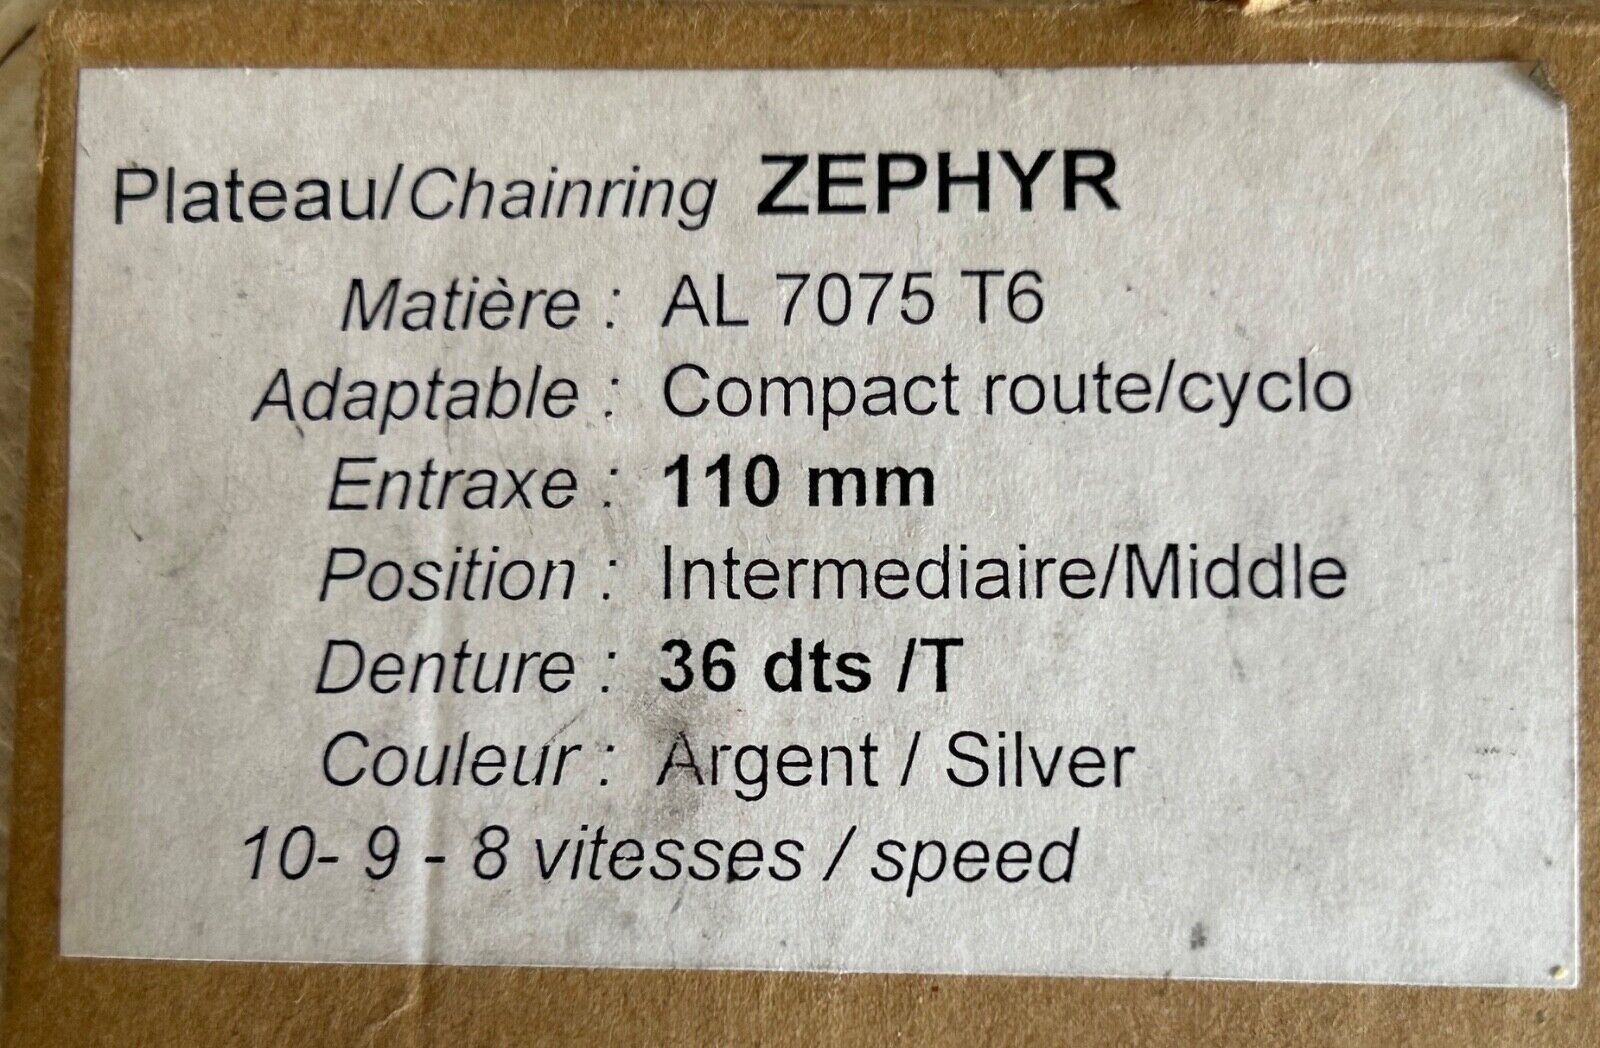 Plateau/Chainring ZEPHYR
Matière : AL 7075 T6
Adaptable : Compact route/cyclo
Entraxe : 110 mm
Position : Intermediaire/Middle
Denture : 36 dts /T
Couleur : Argent / Silver
10- 9 - 8 vitesses / speed